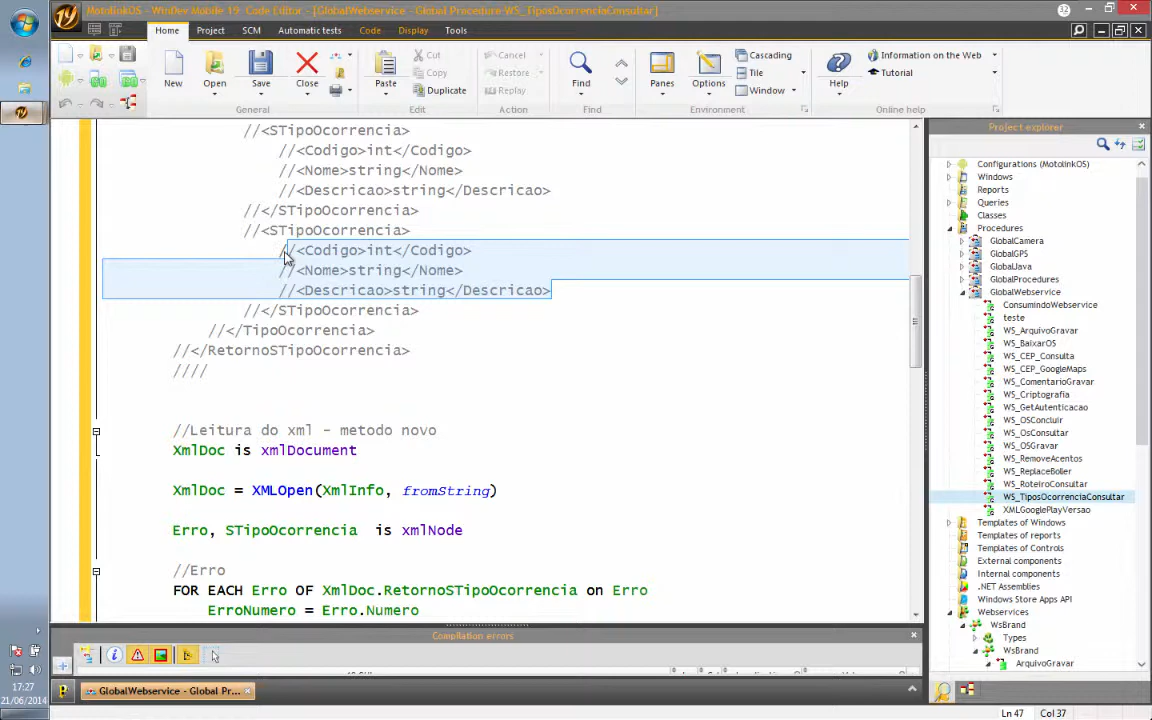 MotolinkOS - WinDev Mobile 19 Code Editor - [GlobalWebservice - Global Procedure-WS_TiposOcorrenciaConsultar]
32
Home Project SCM Automatic tests Code Display Tools
New Open Save Close
Paste Cut Copy Duplicate
Cancel Restore Replay
Find
Panes Options Cascading Tile Window
Help Information on the Web Tutorial
General Edit Action Find Environment Online help
//<STipoOcorrencia>
//<Codigo>int</Codigo>
//<Nome>string</Nome>
//<Descricao>string</Descricao>
//</STipoOcorrencia>
//<STipoOcorrencia>
//<Codigo>int</Codigo>
//<Nome>string</Nome>
//<Descricao>string</Descricao>
//</STipoOcorrencia>
//</TipoOcorrencia>
//</RetornoSTipoOcorrencia>
////
//Leitura do xml - metodo novo
XmlDoc is xmlDocument
XmlDoc = XMLOpen(XmlInfo, fromString)
Erro, STipoOcorrencia is xmlNode
//Erro
FOR EACH Erro OF XmlDoc.RetornoSTipoOcorrencia on Erro
ErroNumero = Erro.Numero
Project explorer
Configurations (MotolinkOS)
Windows
Reports
Queries
Classes
Procedures
GlobalCamera
GlobalGPS
GlobalJava
GlobalProcedures
GlobalWebservice
ConsumindoWebservice
teste
WS_ArquivoGravar
WS_BaixarOS
WS_CEP_Consulta
WS_CEP_GoogleMaps
WS_ComentarioGravar
WS_Criptografia
WS_GetAutenticacao
WS_OSConcluir
WS_OsConsultar
WS_OSGravar
WS_RemoveAcentos
WS_ReplaceBoller
WS_RoteiroConsultar
WS_TiposOcorrenciaConsultar
XMLGooglePlayVersao
Templates of Windows
Templates of reports
Templates of Controls
External components
Internal components
.NET Assemblies
Windows Store Apps API
Webservices
WsBrand
Types
WsBrand
ArquivoGravar
Compilation errors
GlobalWebservice - Global Pr...
17:27
21/06/2014
Ln 47 Col 37